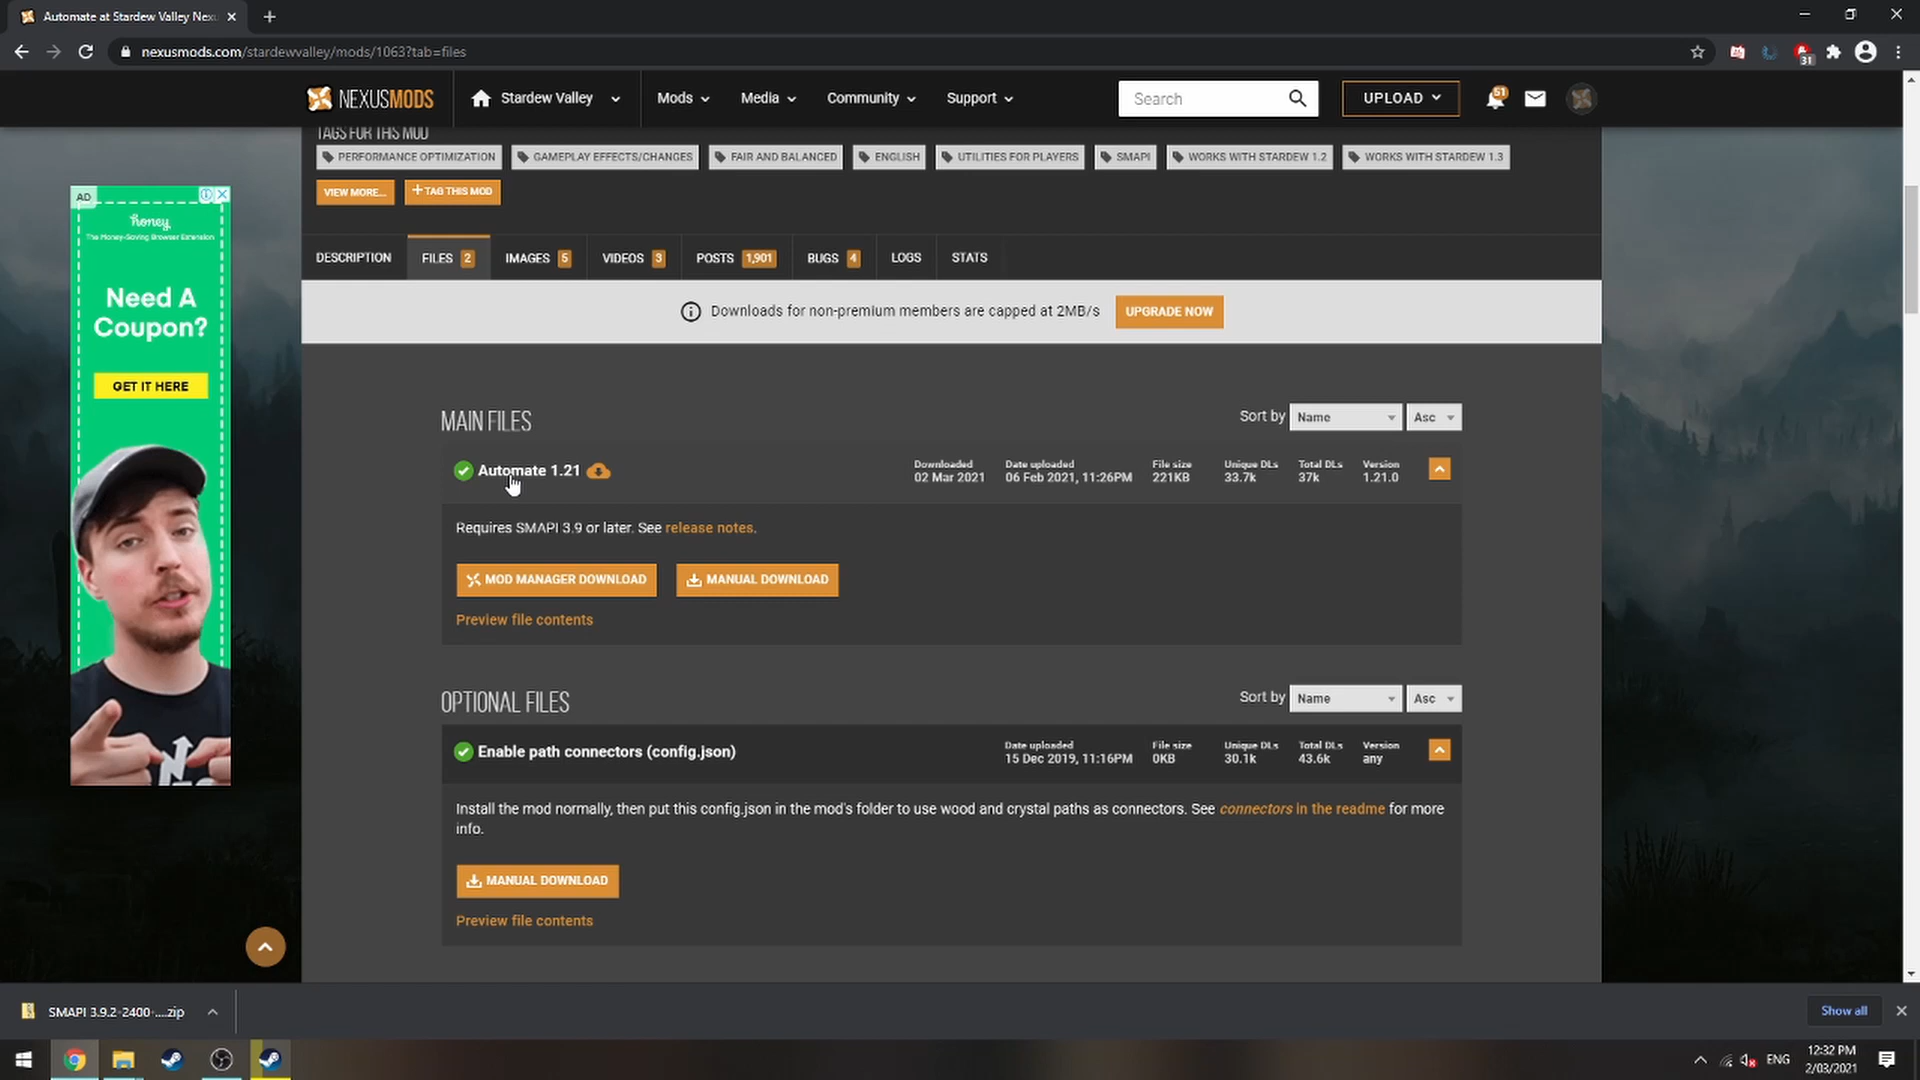 Automate at Stardew Valley Nexu
nexusmods.com/stardewvalley/mods/1063?tab=files
31
NEXUSMODS
Stardew Valley
Mods
Media
Community
Support
Search
UPLOAD
51
TAGS FOR THIS MOD
PERFORMANCE OPTIMIZATION
GAMEPLAY EFFECTS/CHANGES
FAIR AND BALANCED
ENGLISH
UTILITIES FOR PLAYERS
SMAPI
WORKS WITH STARDEW 1.2
WORKS WITH STARDEW 1.3
VIEW MORE...
+ TAG THIS MOD
AD
honey
The Money-Saving Browser Extension
Need A
Coupon?
GET IT HERE
DESCRIPTION
FILES 2
IMAGES 5
VIDEOS 3
POSTS 1,901
BUGS 4
LOGS
STATS
Downloads for non-premium members are capped at 2MB/s
UPGRADE NOW
MAIN FILES
Sort by Name Asc
Automate 1.21
Downloaded
02 Mar 2021
Date uploaded
06 Feb 2021, 11:26PM
File size
221KB
Unique DLs
33.7k
Total DLs
37k
Version
1.21.0
Requires SMAPI 3.9 or later. See release notes.
MOD MANAGER DOWNLOAD
MANUAL DOWNLOAD
Preview file contents
OPTIONAL FILES
Sort by Name Asc
Enable path connectors (config.json)
Date uploaded
15 Dec 2019, 11:16PM
File size
0KB
Unique DLs
30.1k
Total DLs
43.6k
Version
any
Install the mod normally, then put this config.json in the mod's folder to use wood and crystal paths as connectors. See connectors in the readme for more
info.
MANUAL DOWNLOAD
Preview file contents
SMAPI 3.9.2-2400-....zip
Show all
ENG
12:32 PM
2/03/2021